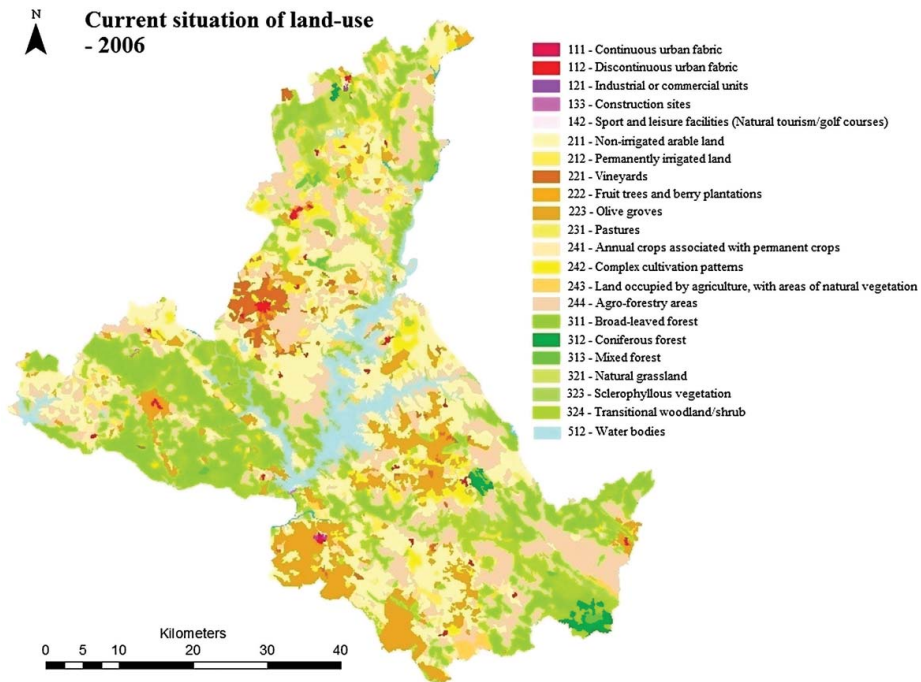 N
Current situation of land-use
- 2006
111 - Continuous urban fabric
112 - Discontinuous urban fabric
121 - Industrial or commercial units
133 - Construction sites
142 - Sport and leisure facilities (Natural tourism/golf courses)
211 - Non-irrigated arable land
212 - Permanently irrigated land
221 - Vineyards
222 - Fruit trees and berry plantations
223 - Olive groves
231 - Pastures
241 - Annual crops associated with permanent crops
242 - Complex cultivation patterns
243 - Land occupied by agriculture, with areas of natural vegetation
244 - Agro-forestry areas
311 - Broad-leaved forest
312 - Coniferous forest
313 - Mixed forest
321 - Natural grassland
323 - Sclerophyllous vegetation
324 - Transitional woodland/shrub
512 - Water bodies
Kilometers
0 5 10 20 30 40